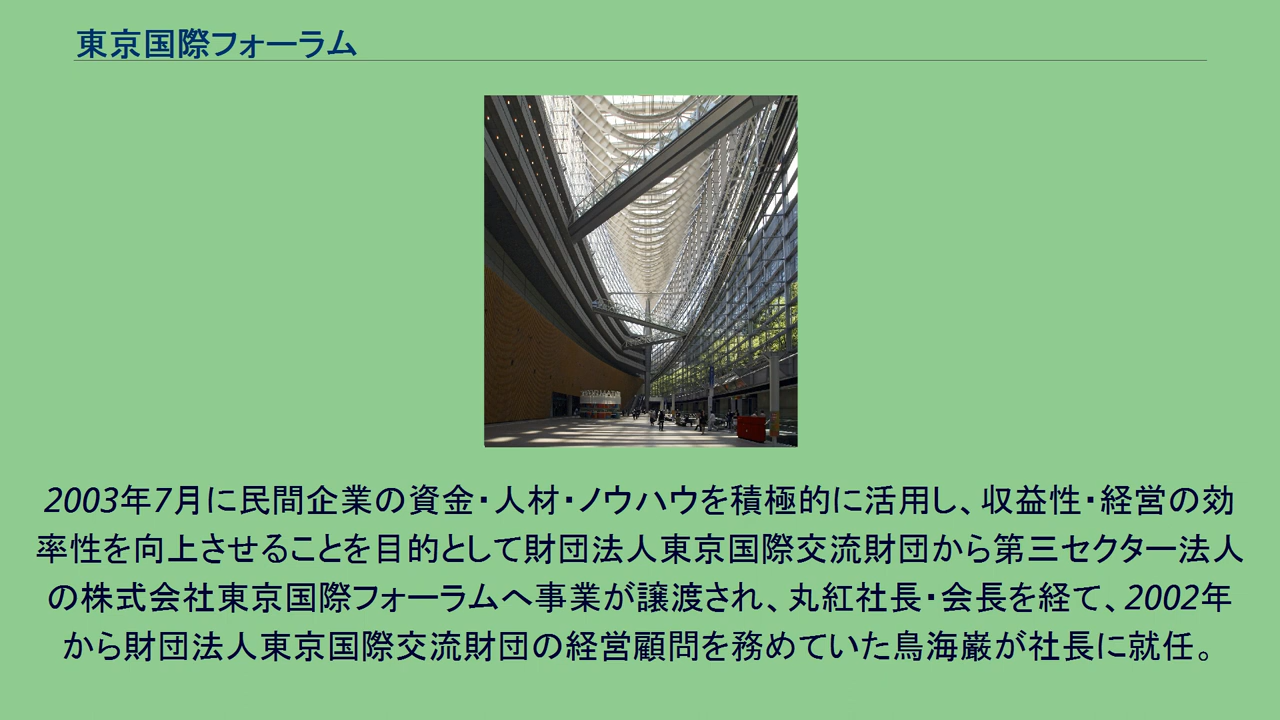 東京国際フォーラム
2003年7月に民間企業の資金・人材・ノウハウを積極的に活用し、収益性・経営の効
率性を向上させることを目的として財団法人東京国際交流財団から第三セクター法人
の株式会社東京国際フォーラムへ事業が譲渡され、丸紅社長・会長を経て、2002年
から財団法人東京国際交流財団の経営顧問を務めていた鳥海巌が社長に就任。